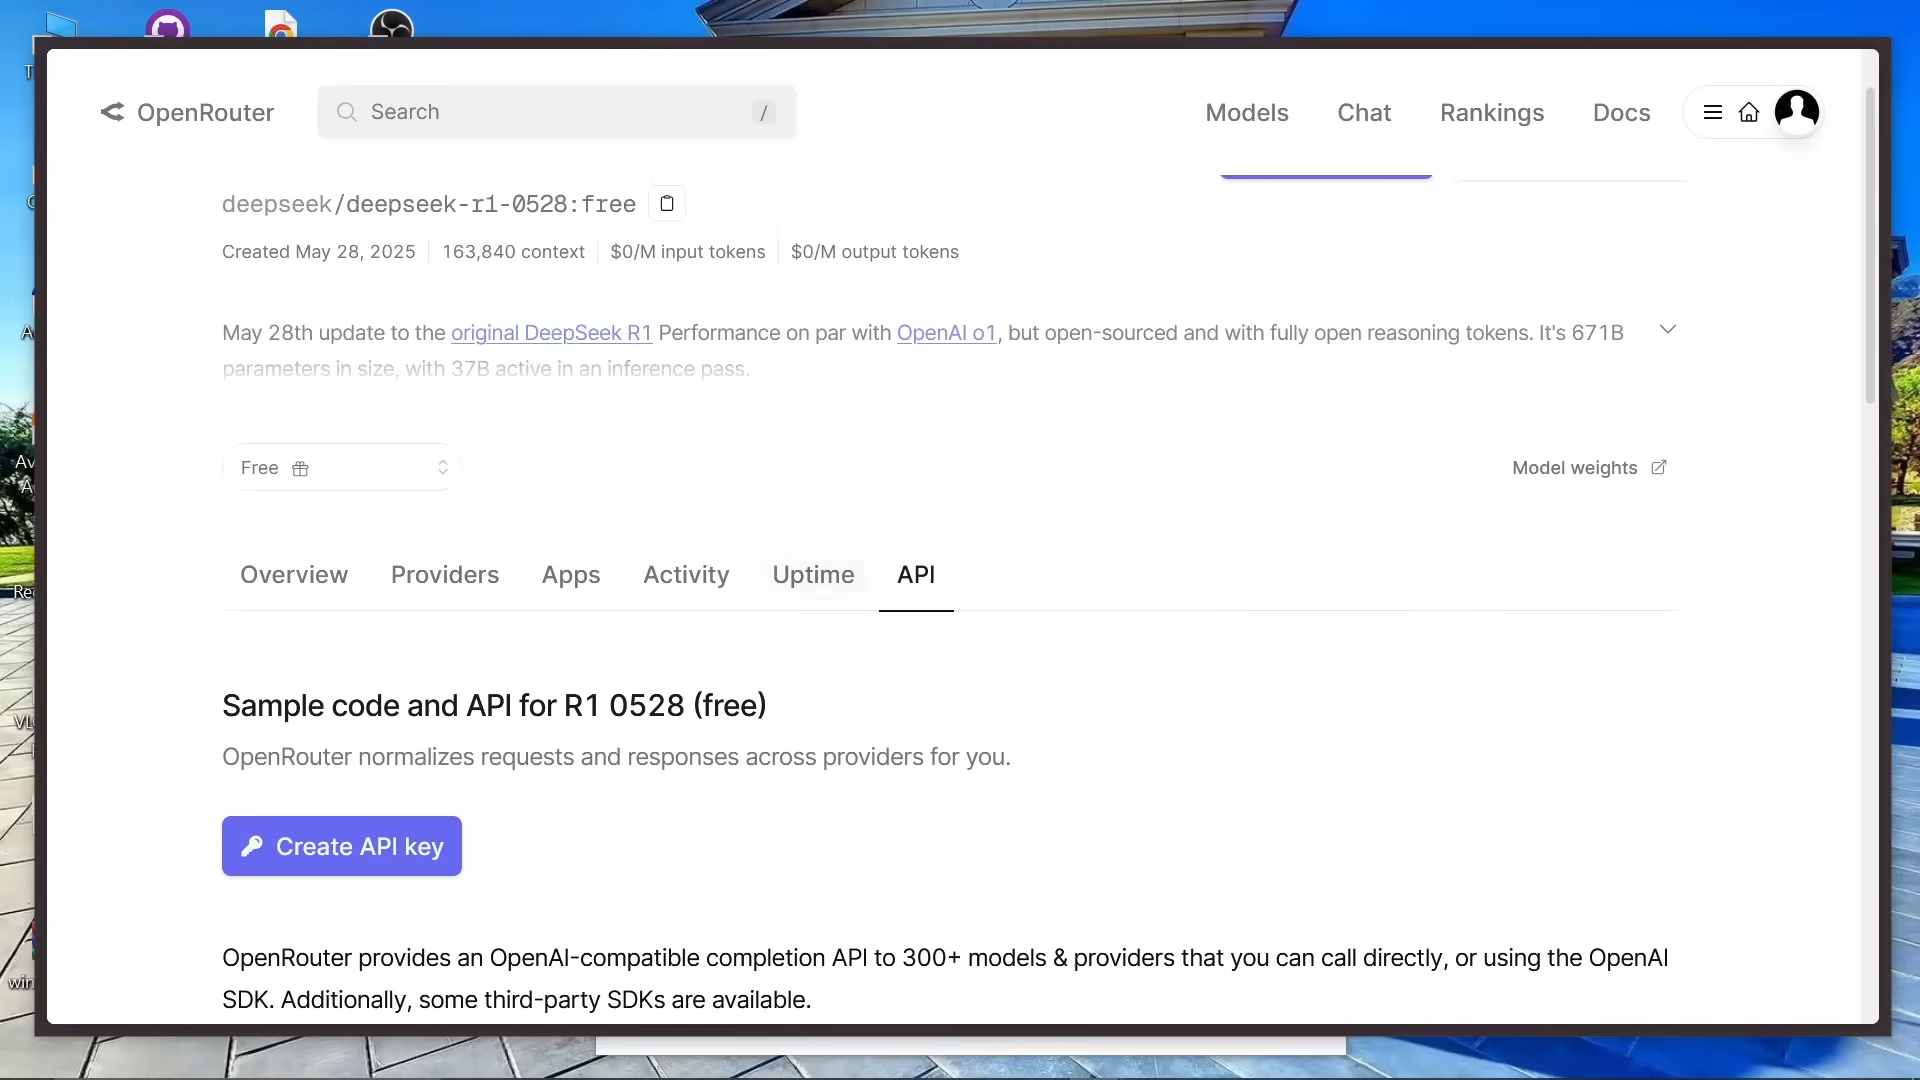 OpenRouter
Search
/
Models
Chat
Rankings
Docs
deepseek/deepseek-r1-0528:free
Created May 28, 2025
163,840 context
$0/M input tokens
$0/M output tokens
May 28th update to the original DeepSeek R1 Performance on par with OpenAI o1, but open-sourced and with fully open reasoning tokens. It's 671B
parameters in size, with 37B active in an inference pass.
Free
Model weights
Overview
Providers
Apps
Activity
Uptime
API
Sample code and API for R1 0528 (free)
OpenRouter normalizes requests and responses across providers for you.
Create API key
OpenRouter provides an OpenAI-compatible completion API to 300+ models & providers that you can call directly, or using the OpenAI
SDK. Additionally, some third-party SDKs are available.